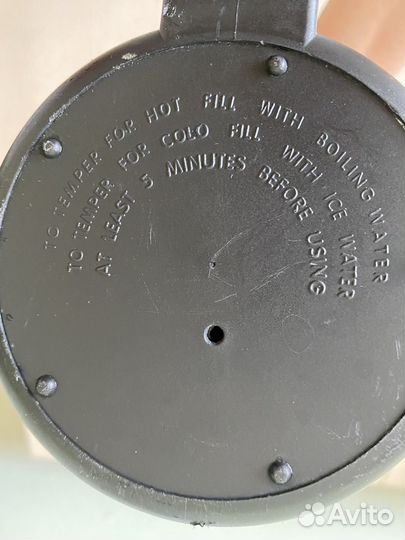 TO TEMPER FOR HOT FILL WITH BOILING WATER
TO TEMPER FOR COLD FILL WITH ICE WATER
AT LEAST 5 MINUTES BEFORE USING
Avito